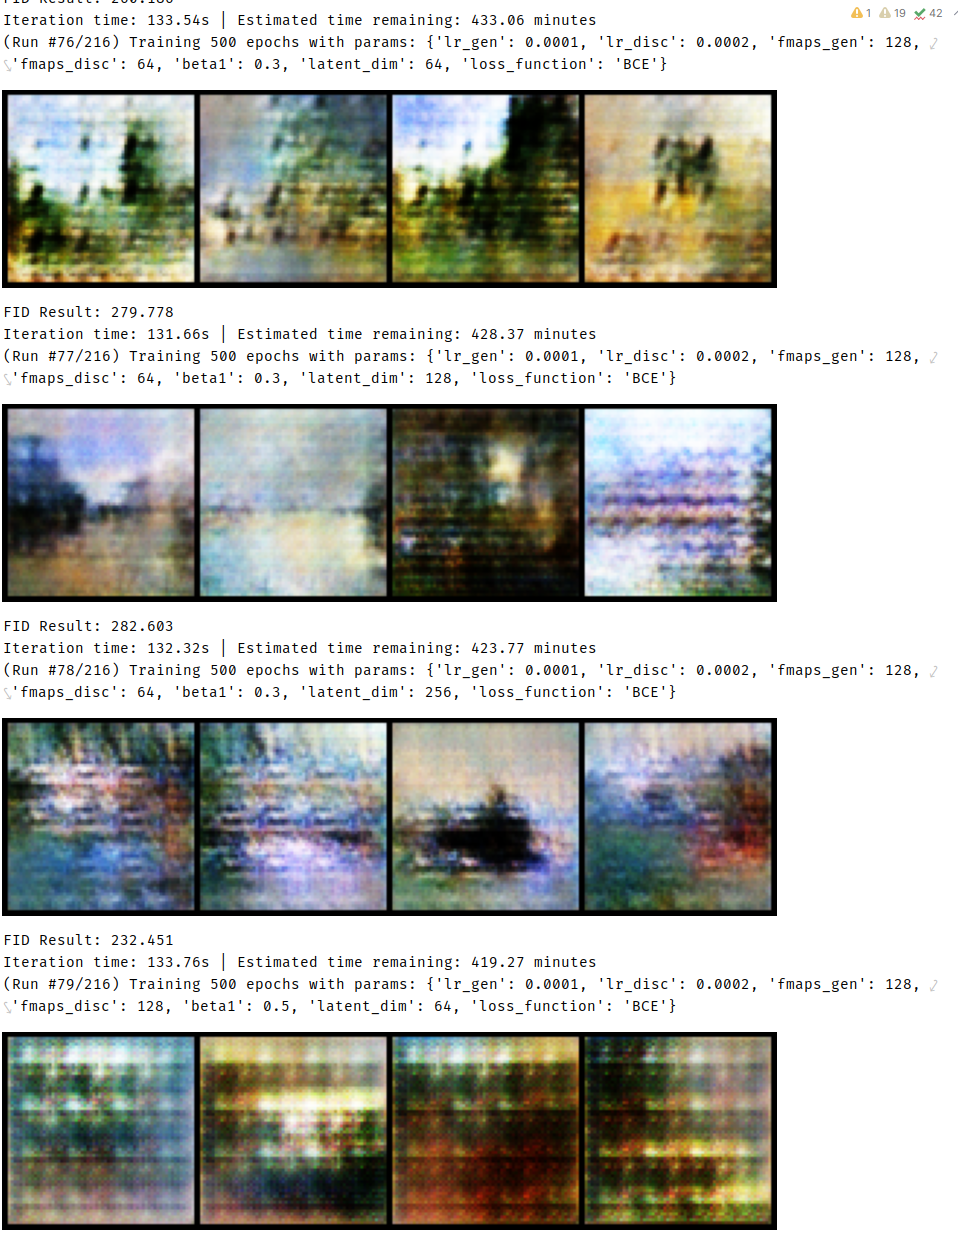 Iteration time: 133.54s | Estimated time remaining: 433.06 minutes
1 19 42
(Run #76/216) Training 500 epochs with params: {'lr_gen': 0.0001, 'lr_disc': 0.0002, 'fmaps_gen': 128,
'fmaps_disc': 64, 'beta1': 0.3, 'latent_dim': 64, 'loss_function': 'BCE'}
FID Result: 279.778
Iteration time: 131.66s | Estimated time remaining: 428.37 minutes
(Run #77/216) Training 500 epochs with params: {'lr_gen': 0.0001, 'lr_disc': 0.0002, 'fmaps_gen': 128,
'fmaps_disc': 64, 'beta1': 0.3, 'latent_dim': 128, 'loss_function': 'BCE'}
FID Result: 282.603
Iteration time: 132.32s | Estimated time remaining: 423.77 minutes
(Run #78/216) Training 500 epochs with params: {'lr_gen': 0.0001, 'lr_disc': 0.0002, 'fmaps_gen': 128,
'fmaps_disc': 64, 'beta1': 0.3, 'latent_dim': 256, 'loss_function': 'BCE'}
FID Result: 232.451
Iteration time: 133.76s | Estimated time remaining: 419.27 minutes
(Run #79/216) Training 500 epochs with params: {'lr_gen': 0.0001, 'lr_disc': 0.0002, 'fmaps_gen': 128,
'fmaps_disc': 128, 'beta1': 0.5, 'latent_dim': 64, 'loss_function': 'BCE'}